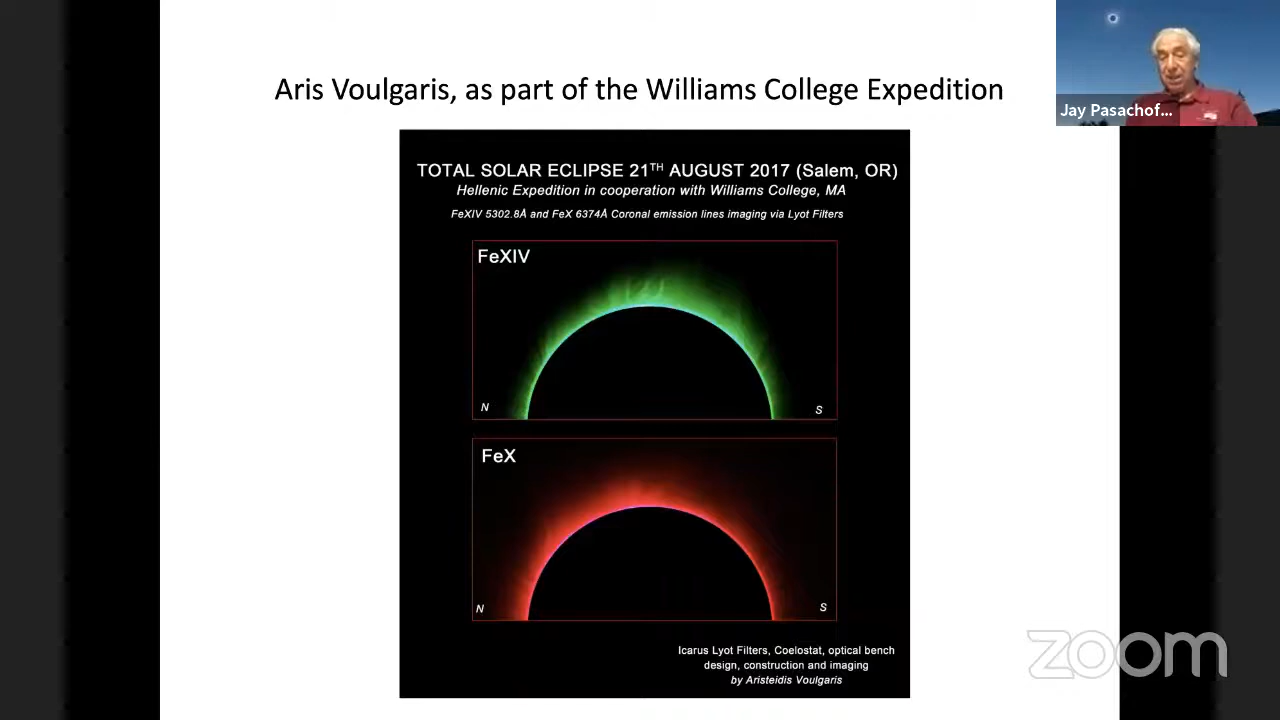 Aris Voulgaris, as part of the Williams College Expedition
Jay Pasachof...
TOTAL SOLAR ECLIPSE 21TH AUGUST 2017 (Salem, OR)
Hellenic Expedition in cooperation with Williams College, MA
FeXIV 5302.8Å and FeX 6374Å Coronal emission lines imaging via Lyot Filters
FeXIV
N
S
FeX
N
S
Icarus Lyot Filters, Coelostat, optical bench
design, construction and imaging
by Aristeidis Voulgaris
zoom